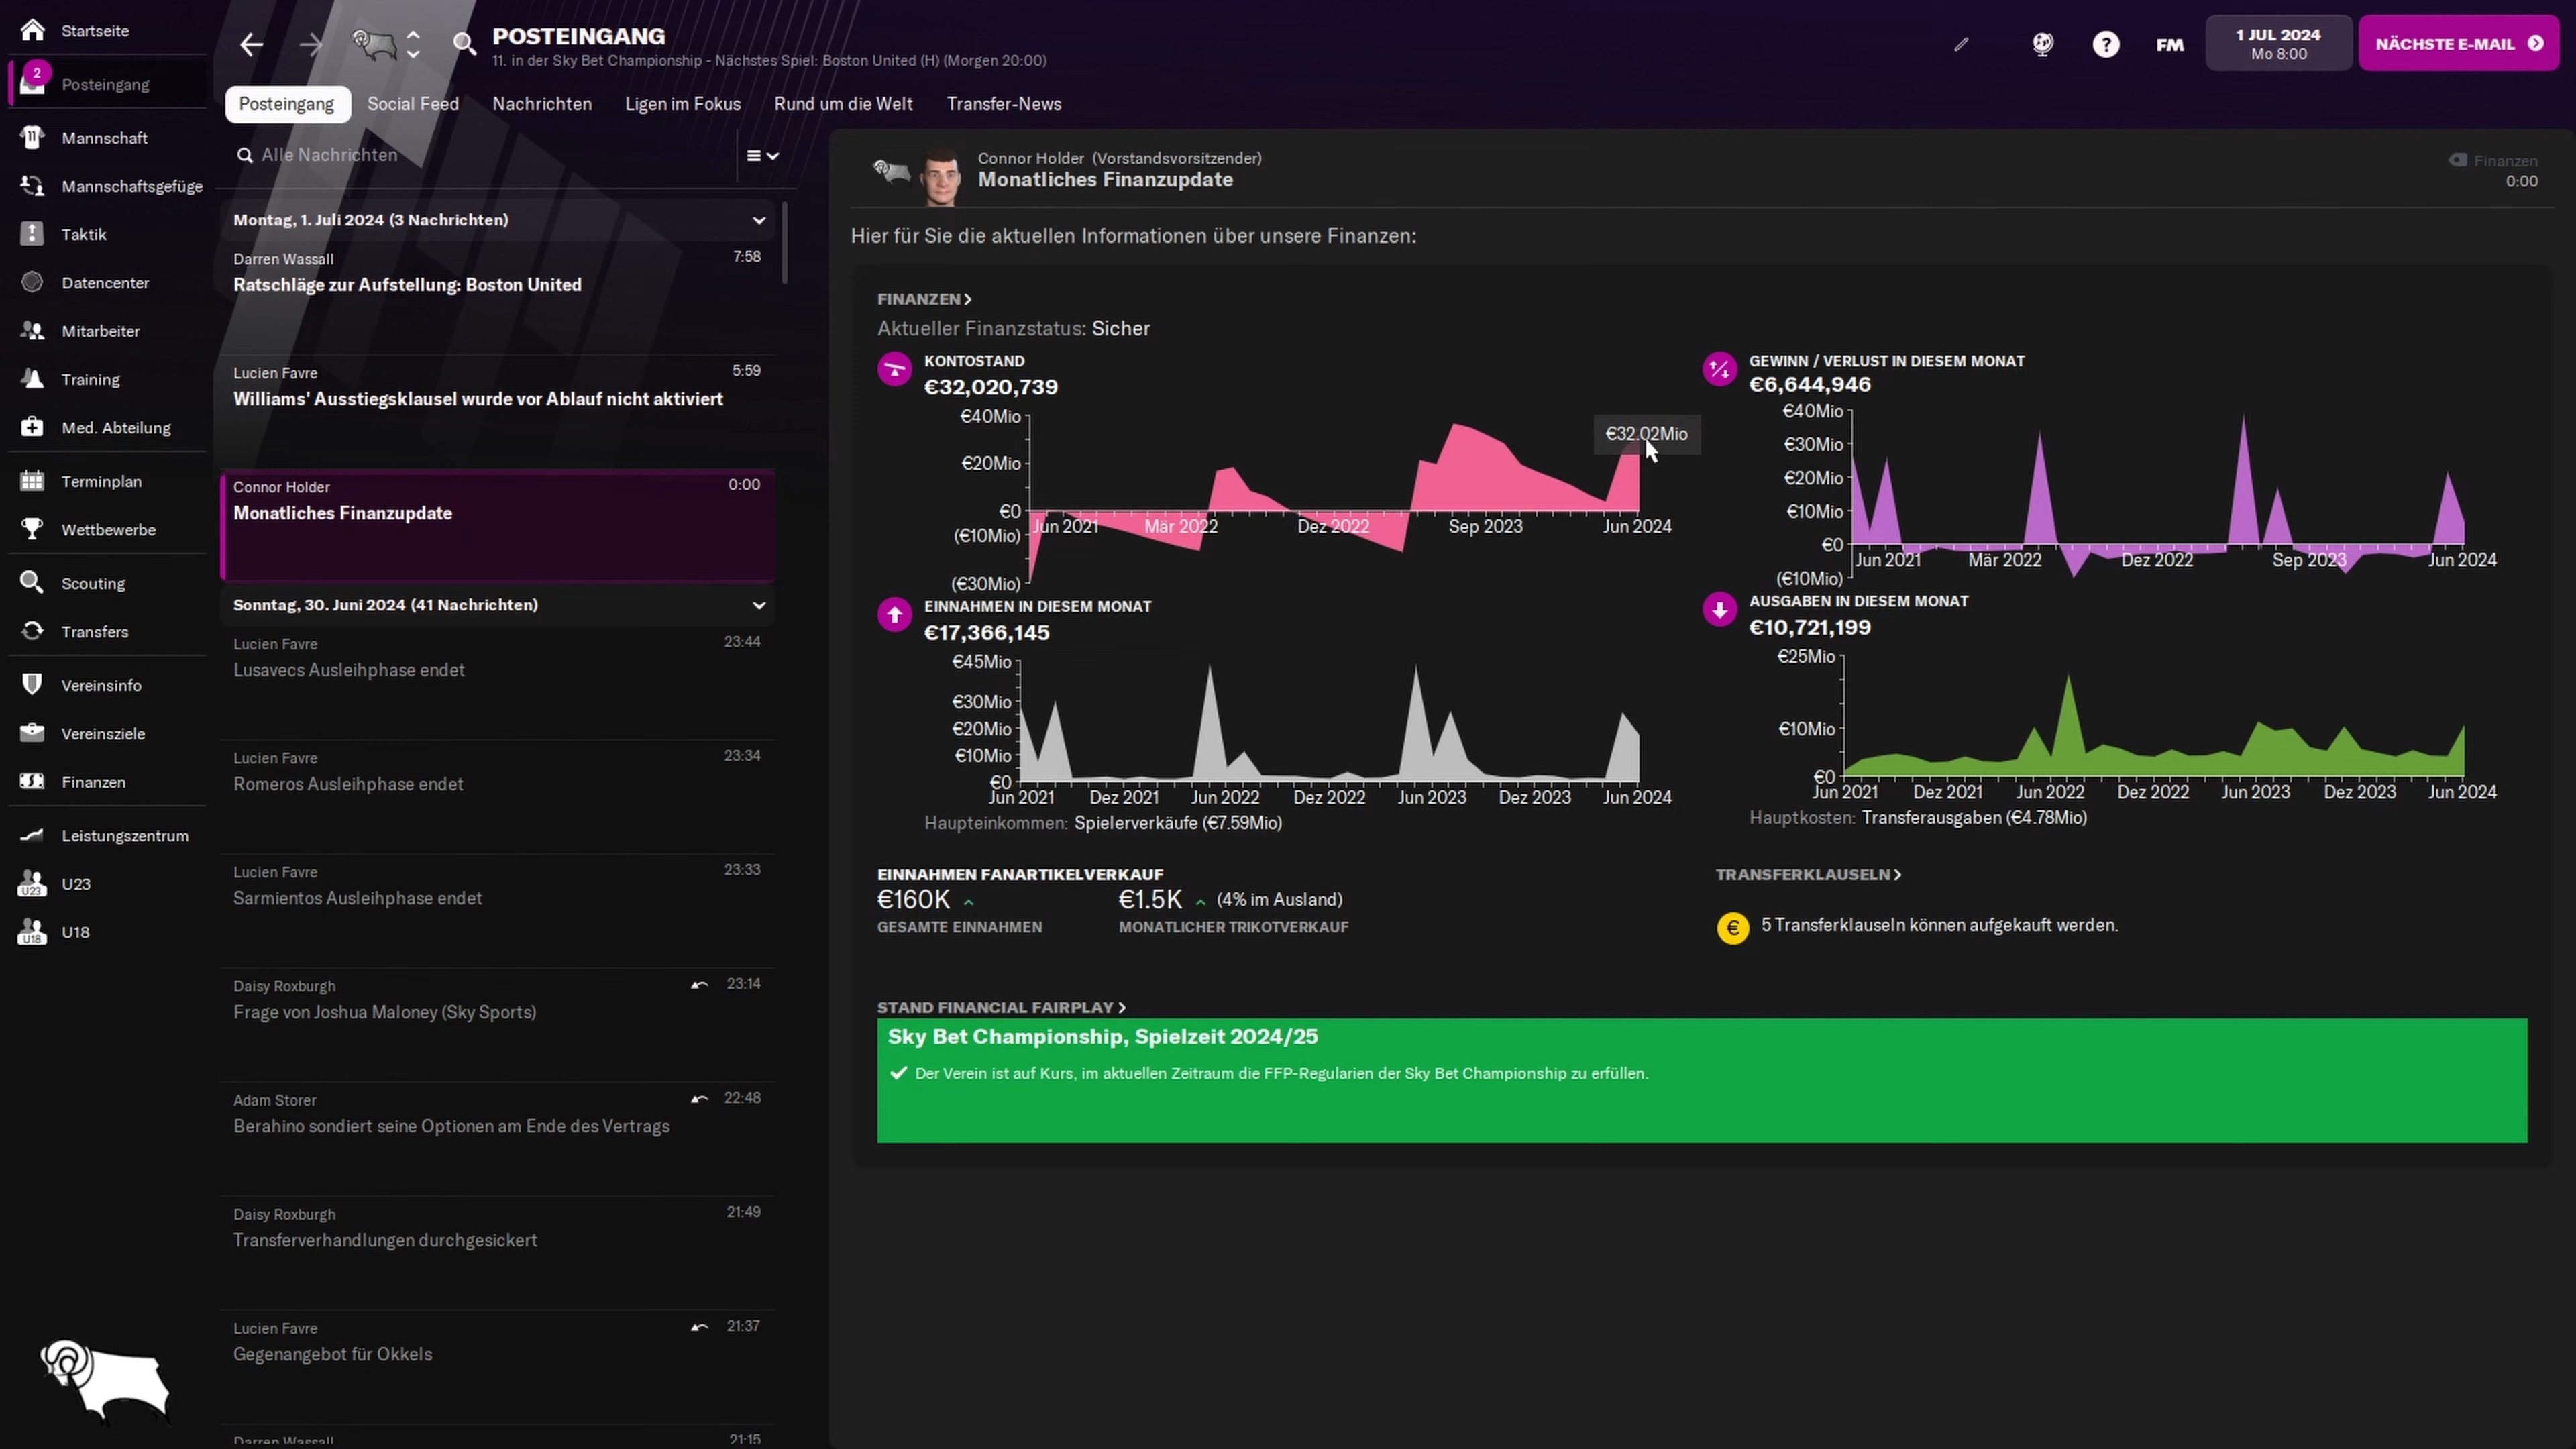 Startseite
2
Posteingang
Mannschaft
Mannschaftsgefüge
Taktik
Datencenter
Mitarbeiter
Training
Med. Abteilung
Terminplan
Wettbewerbe
Scouting
Transfers
Vereinsinfo
Vereinsziele
Finanzen
Leistungszentrum
U23
U23
U18
U18
POSTEINGANG
11. in der Sky Bet Championship - Nächstes Spiel: Boston United (H) (Morgen 20:00)
?
FM
1 JUL 2024
Mo 8:00
NÄCHSTE E-MAIL
Posteingang
Social Feed
Nachrichten
Ligen im Fokus
Rund um die Welt
Transfer-News
Alle Nachrichten
Montag, 1. Juli 2024 (3 Nachrichten)
Darren Wassall
7:58
Ratschläge zur Aufstellung: Boston United
Lucien Favre
5:59
Williams' Ausstiegsklausel wurde vor Ablauf nicht aktiviert
Connor Holder
0:00
Monatliches Finanzupdate
Sonntag, 30. Juni 2024 (41 Nachrichten)
Lucien Favre
23:44
Lusavecs Ausleihphase endet
Lucien Favre
23:34
Romeros Ausleihphase endet
Lucien Favre
23:33
Sarmientos Ausleihphase endet
Daisy Roxburgh
23:14
Frage von Joshua Maloney (Sky Sports)
Adam Storer
22:48
Berahino sondiert seine Optionen am Ende des Vertrags
Daisy Roxburgh
21:49
Transferverhandlungen durchgesickert
Lucien Favre
21:37
Gegenangebot für Okkels
Darren Wassall
21:15
Connor Holder (Vorstandsvorsitzender)
Monatliches Finanzupdate
Finanzen
0:00
Hier für Sie die aktuellen Informationen über unsere Finanzen:
FINANZEN
Aktueller Finanzstatus: Sicher
KONTOSTAND
€32,020,739
€40Mio
€20Mio
€0
(€10Mio)
(€30Mio)
Jun 2021
Mär 2022
Dez 2022
Sep 2023
Jun 2024
€32.02Mio
GEWINN / VERLUST IN DIESEM MONAT
€6,644,946
€40Mio
€30Mio
€20Mio
€10Mio
€0
(€10Mio)
Jun 2021
Mär 2022
Dez 2022
Sep 2023
Jun 2024
EINNAHMEN IN DIESEM MONAT
€17,366,145
€45Mio
€30Mio
€20Mio
€10Mio
€0
Jun 2021
Dez 2021
Jun 2022
Dez 2022
Jun 2023
Dez 2023
Jun 2024
Haupteinkommen: Spielerverkäufe (€7.59Mio)
AUSGABEN IN DIESEM MONAT
€10,721,199
€25Mio
€10Mio
€0
Jun 2021
Dez 2021
Jun 2022
Dez 2022
Jun 2023
Dez 2023
Jun 2024
Hauptkosten: Transferausgaben (€4.78Mio)
EINNAHMEN FANARTIKELVERKAUF
€160K
€1.5K (4% im Ausland)
GESAMTE EINNAHMEN
MONATLICHER TRIKOTVERKAUF
TRANSFERKLAUSELN
€
5 Transferklauseln können aufgekauft werden.
STAND FINANCIAL FAIRPLAY
Sky Bet Championship, Spielzeit 2024/25
Der Verein ist auf Kurs, im aktuellen Zeitraum die FFP-Regularien der Sky Bet Championship zu erfüllen.